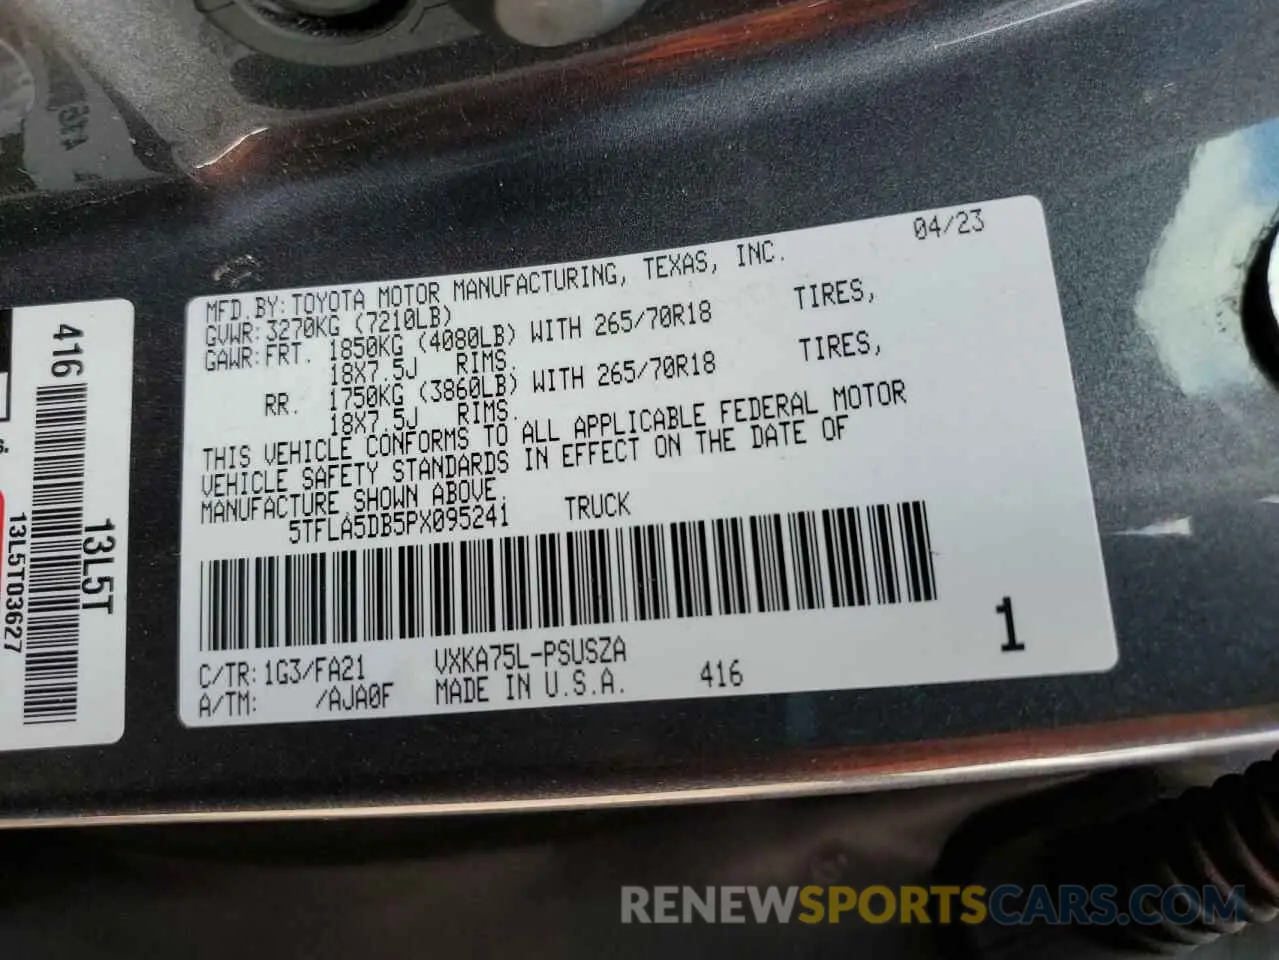 04/23
MFD.BY:TOYOTA MOTOR MANUFACTURING, TEXAS, INC.
GVWR:3270KG (7210LB)
GAWR:FRT. 1850KG (4080LB) WITH 265/70R18 TIRES,
18X7.5J RIMS.
RR. 1750KG (3860LB) WITH 265/70R18 TIRES,
18X7.5J RIMS.
THIS VEHICLE CONFORMS TO ALL APPLICABLE FEDERAL MOTOR
VEHICLE SAFETY STANDARDS IN EFFECT ON THE DATE OF
MANUFACTURE SHOWN ABOVE.
5TFLA5DB5PX095241 TRUCK
C/TR:1G3/FA21 VXKA75L-PSUSZA
A/TM: /AJA0F MADE IN U.S.A. 416
1
416
13L5T
13L5T03627
RENEWSPORTSCARS.COM